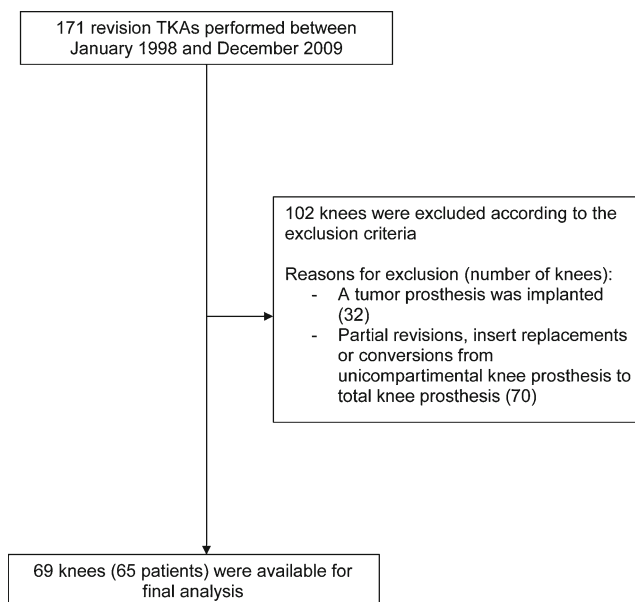 171 revision TKAs performed between
January 1998 and December 2009
102 knees were excluded according to the
exclusion criteria
Reasons for exclusion (number of knees):
- A tumor prosthesis was implanted
(32)
- Partial revisions, insert replacements
or conversions from
unicompartimental knee prosthesis to
total knee prosthesis (70)
69 knees (65 patients) were available for
final analysis